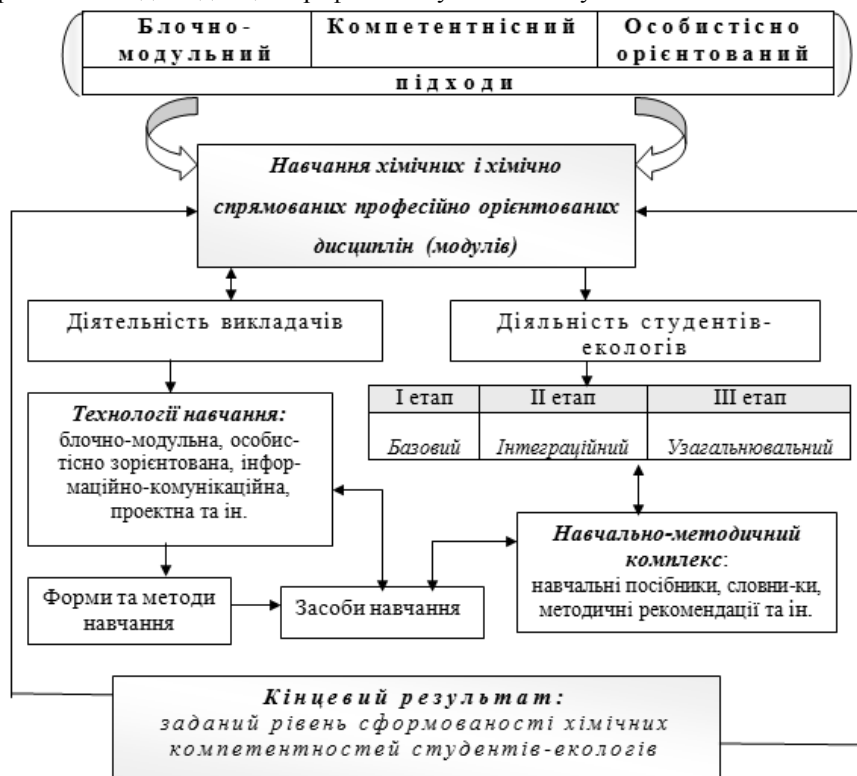 Блочно-
модульний
Компетентнісний
Особистісно
орієнтований
підходи
Навчання хімічних і хімічно
спрямованих професійно орієнтованих
дисциплін (модулів)
Діятельність викладачів
Діяльність студентів-
екологів
І етап
ІІ етап
ІІІ етап
Базовий
Інтеграційний
Узагальнювальний
Технології навчання:
блочно-модульна, особис-
тісно зорієнтована, інфор-
маційно-комунікаційна,
проектна та ін.
Навчально-методичний
комплекс:
навчальні посібники, словни-ки,
методичні рекомендації та ін.
Форми та методи
навчання
Засоби навчання
Кінцевий результат:
заданий рівень сформованості хімічних
компетентностей студентів-екологів